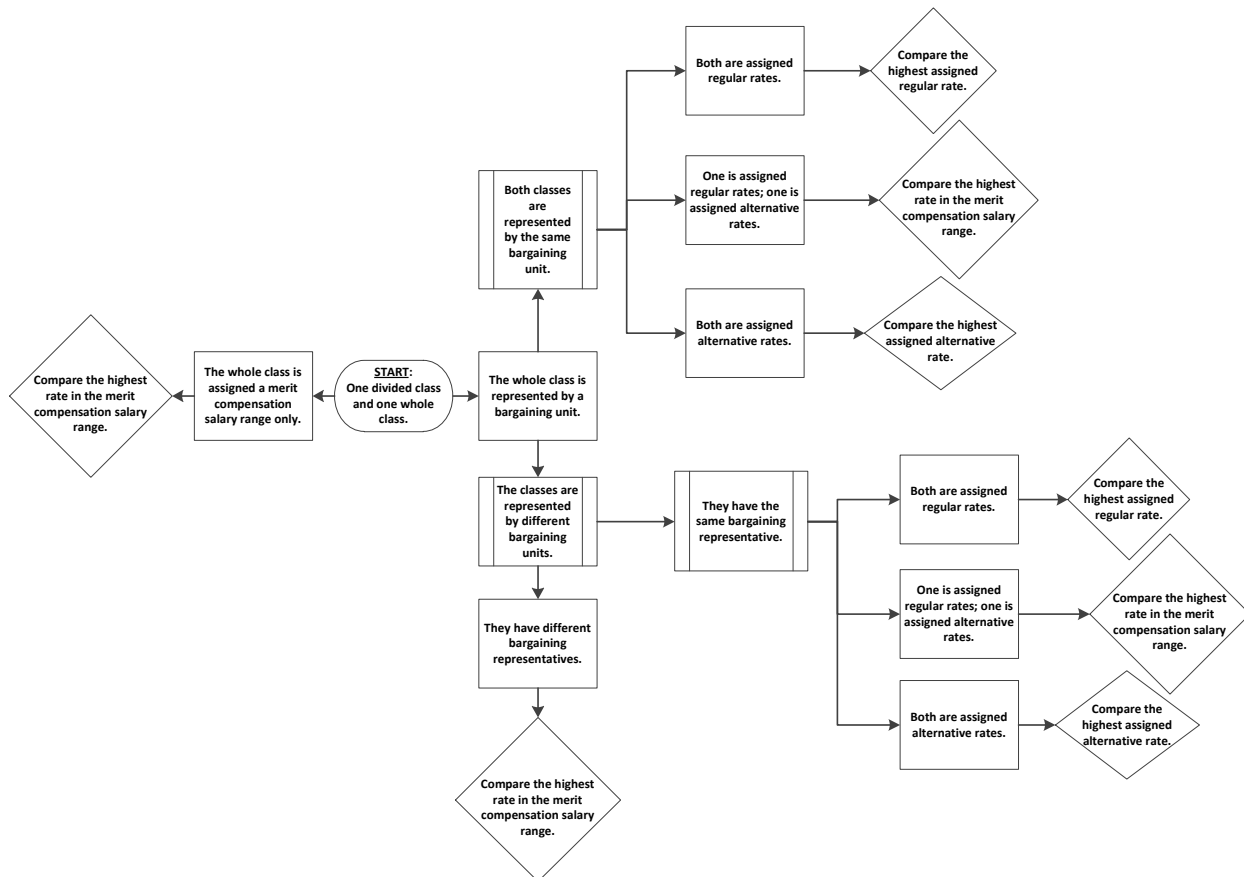 Both are assigned
regular rates.
Compare the
highest assigned
regular rate.
Both classes
are
represented
by the same
bargaining
unit.
One is assigned
regular rates; one is
assigned alternative
rates.
Compare the highest
rate in the merit
compensation salary
range.
Both are assigned
alternative rates.
Compare the highest
assigned alternative
rate.
Compare the highest
rate in the merit
compensation salary
range.
The whole class is
assigned a merit
compensation
salary range only.
START:
One divided class
and one whole
class.
The whole class is
represented by a
bargaining unit.
The classes are
represented
by different
bargaining
units.
They have the
same bargaining
representative.
Both are assigned
regular rates.
Compare the
highest assigned
regular rate.
One is assigned
regular rates; one is
assigned alternative
rates.
Compare the highest
rate in the merit
compensation salary
range.
Both are assigned
alternative rates.
Compare the
highest assigned
alternative rate.
They have different
bargaining
representatives.
Compare the highest
rate in the merit
compensation salary
range.